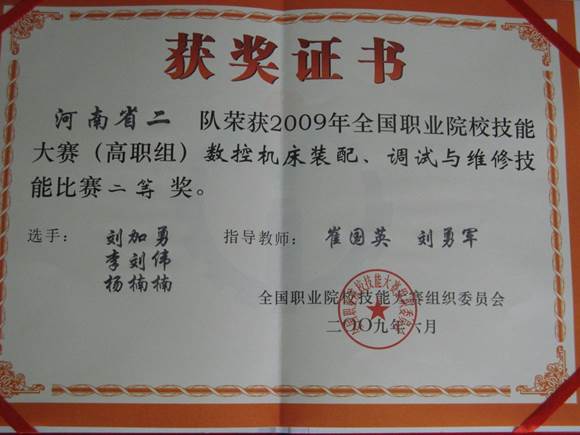 获奖证书
河南省二 队荣获2009年全国职业院校技能
大赛（高职组）数控机床装配、调试与维修技
能比赛二等 奖。
选手： 刘加勇 指导教师： 崔国英 刘勇军
李刘伟
杨楠楠
全国职业院校技能大赛组织委员会
二〇〇九年六月